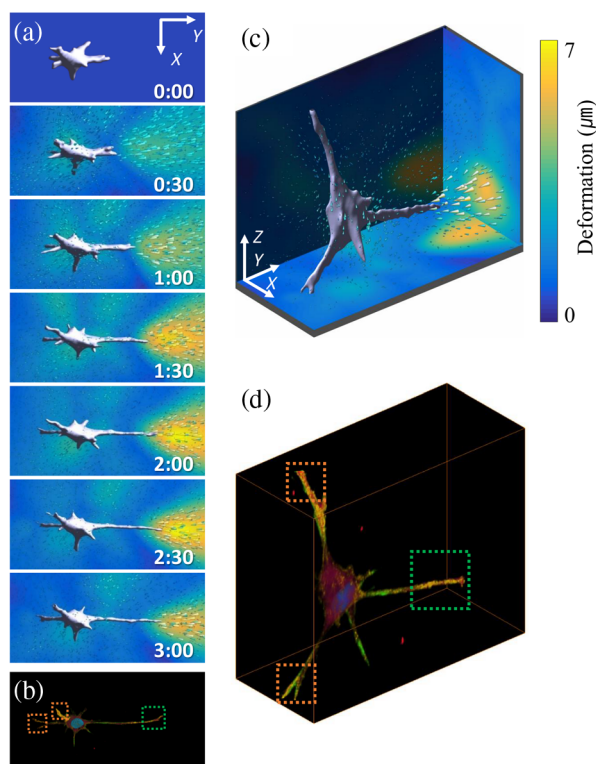 (a)
Y
X
0:00
0:30
1:00
1:30
2:00
2:30
3:00
(b)
(c)
Z
Y
X
7
Deformation (㎛)
0
(d)